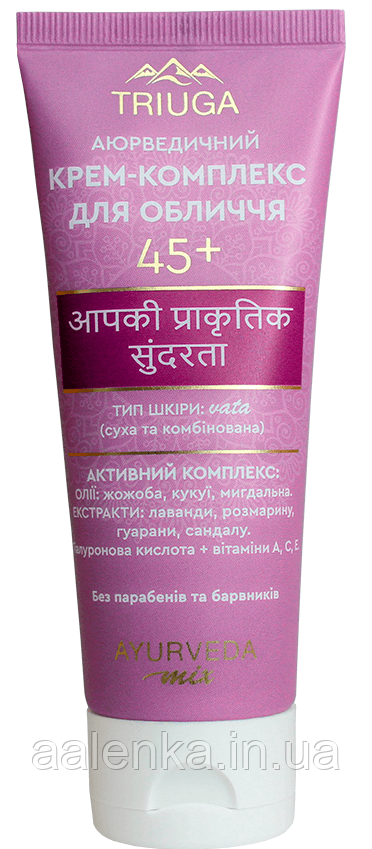 TRIUGA
АЮРВЕДИЧНИЙ
КРЕМ-КОМПЛЕКС
ДЛЯ ОБЛИЧЧЯ
45+
आपकी प्राकृतिक
सुंदरता
ТИП ШКІРИ: vata
(суха та комбінована)
АКТИВНИЙ КОМПЛЕКС:
ОЛІЇ: жожоба, кукуї, мигдальна.
ЕКСТРАКТИ: лаванди, розмарину,
гуарани, сандалу.
іалуронова кислота + вітаміни А, С, Е.
Без парабенів та барвників
AYURVEDA
mix
aalenka.in.ua